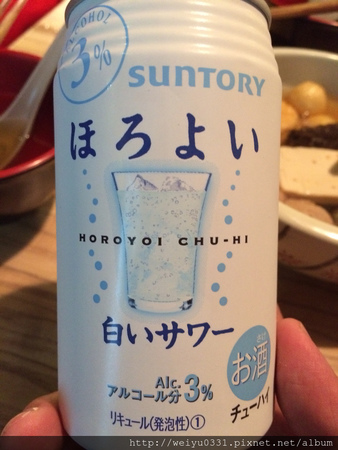 ALCOHOL
3%
SUNTORY
ほろよい
HOROYOI CHU-HI
白いサワー
Alc.
アルコール分3%
お酒
チューハイ
リキュール(発泡性)①
http://weiyu0331.pixnet.net/album